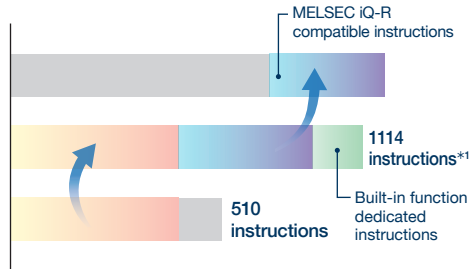 MELSEC iQ-R
compatible instructions
1114
instructions*1
Built-in function
dedicated
instructions
510
instructions